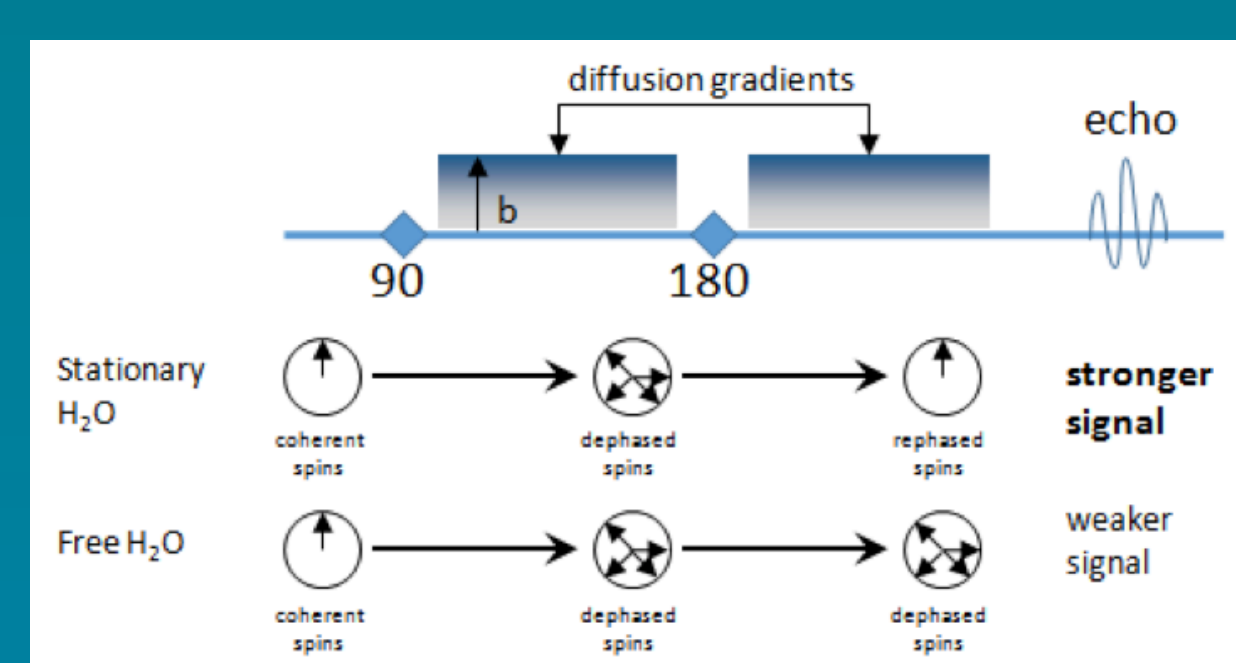 diffusion gradients
echo
b
90
180
Stationary
H₂O
coherent
spins
dephased
spins
rephased
spins
stronger
signal
Free H₂O
coherent
spins
dephased
spins
dephased
spins
weaker
signal